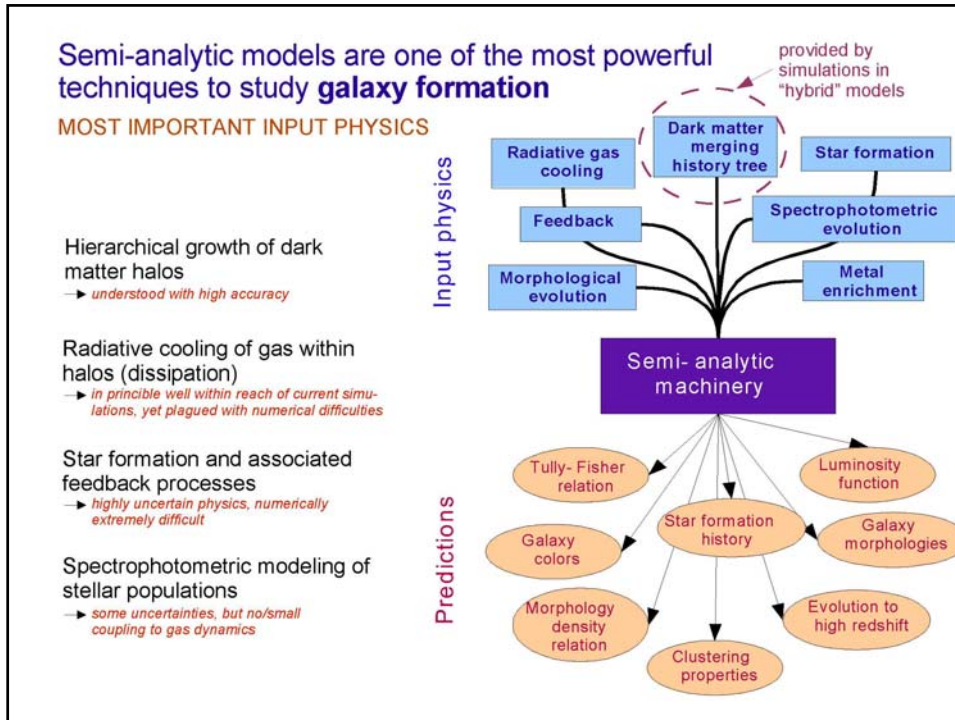 Semi-analytic models are one of the most powerful
techniques to study galaxy formation
MOST IMPORTANT INPUT PHYSICS
Hierarchical growth of dark
matter halos
understood with high accuracy
Radiative cooling of gas within
halos (dissipation)
in princible well within reach of current simu-
lations, yet plagued with numerical difficulties
Star formation and associated
feedback processes
highly uncertain physics, numerically
extremely difficult
Spectrophotometric modeling of
stellar populations
some uncertainties, but no/small
coupling to gas dynamics
provided by
simulations in
“hybrid” models
Input physics
Radiative gas
cooling
Dark matter
merging
history tree
Star formation
Feedback
Spectrophotometric
evolution
Morphological
evolution
Metal
enrichment
Semi- analytic
machinery
Predictions
Tully- Fisher
relation
Luminosity
function
Star formation
history
Galaxy
colors
Galaxy
morphologies
Morphology
density
relation
Evolution to
high redshift
Clustering
properties